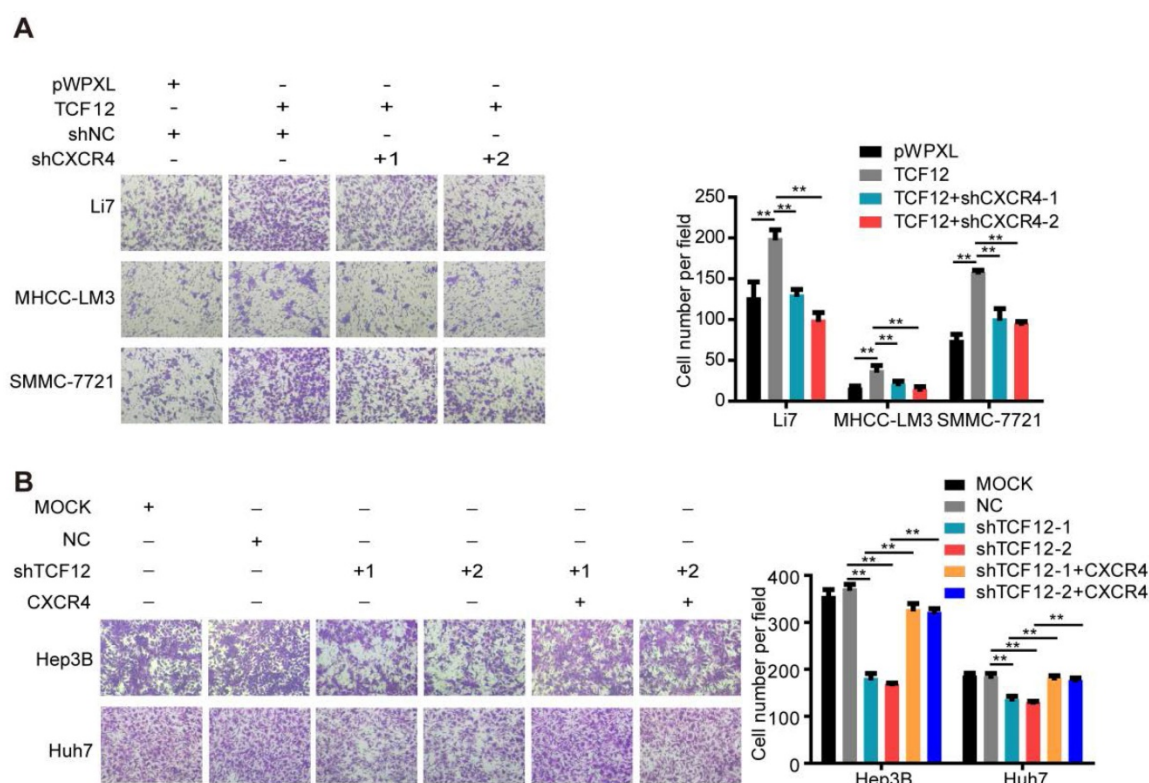 A
pWPXL + - - -
TCF12 - + + +
shNC + + - -
shCXCR4 - - +1 +2
Li7
MHCC-LM3
SMMC-7721
pWPXL
TCF12
TCF12+shCXCR4-1
TCF12+shCXCR4-2
Cell number per field
250
200
150
100
50
0
** ** **
** ** **
** ** **
Li7 MHCC-LM3 SMMC-7721
B
MOCK + – – – – –
NC – + – – – –
shTCF12 – – +1 +2 +1 +2
CXCR4 – – – – + +
Hep3B
Huh7
MOCK
NC
shTCF12-1
shTCF12-2
shTCF12-1+CXCR4
shTCF12-2+CXCR4
Cell number per field
400
300
200
100
0
** ** ** **
** ** ** **
Hep3B Huh7